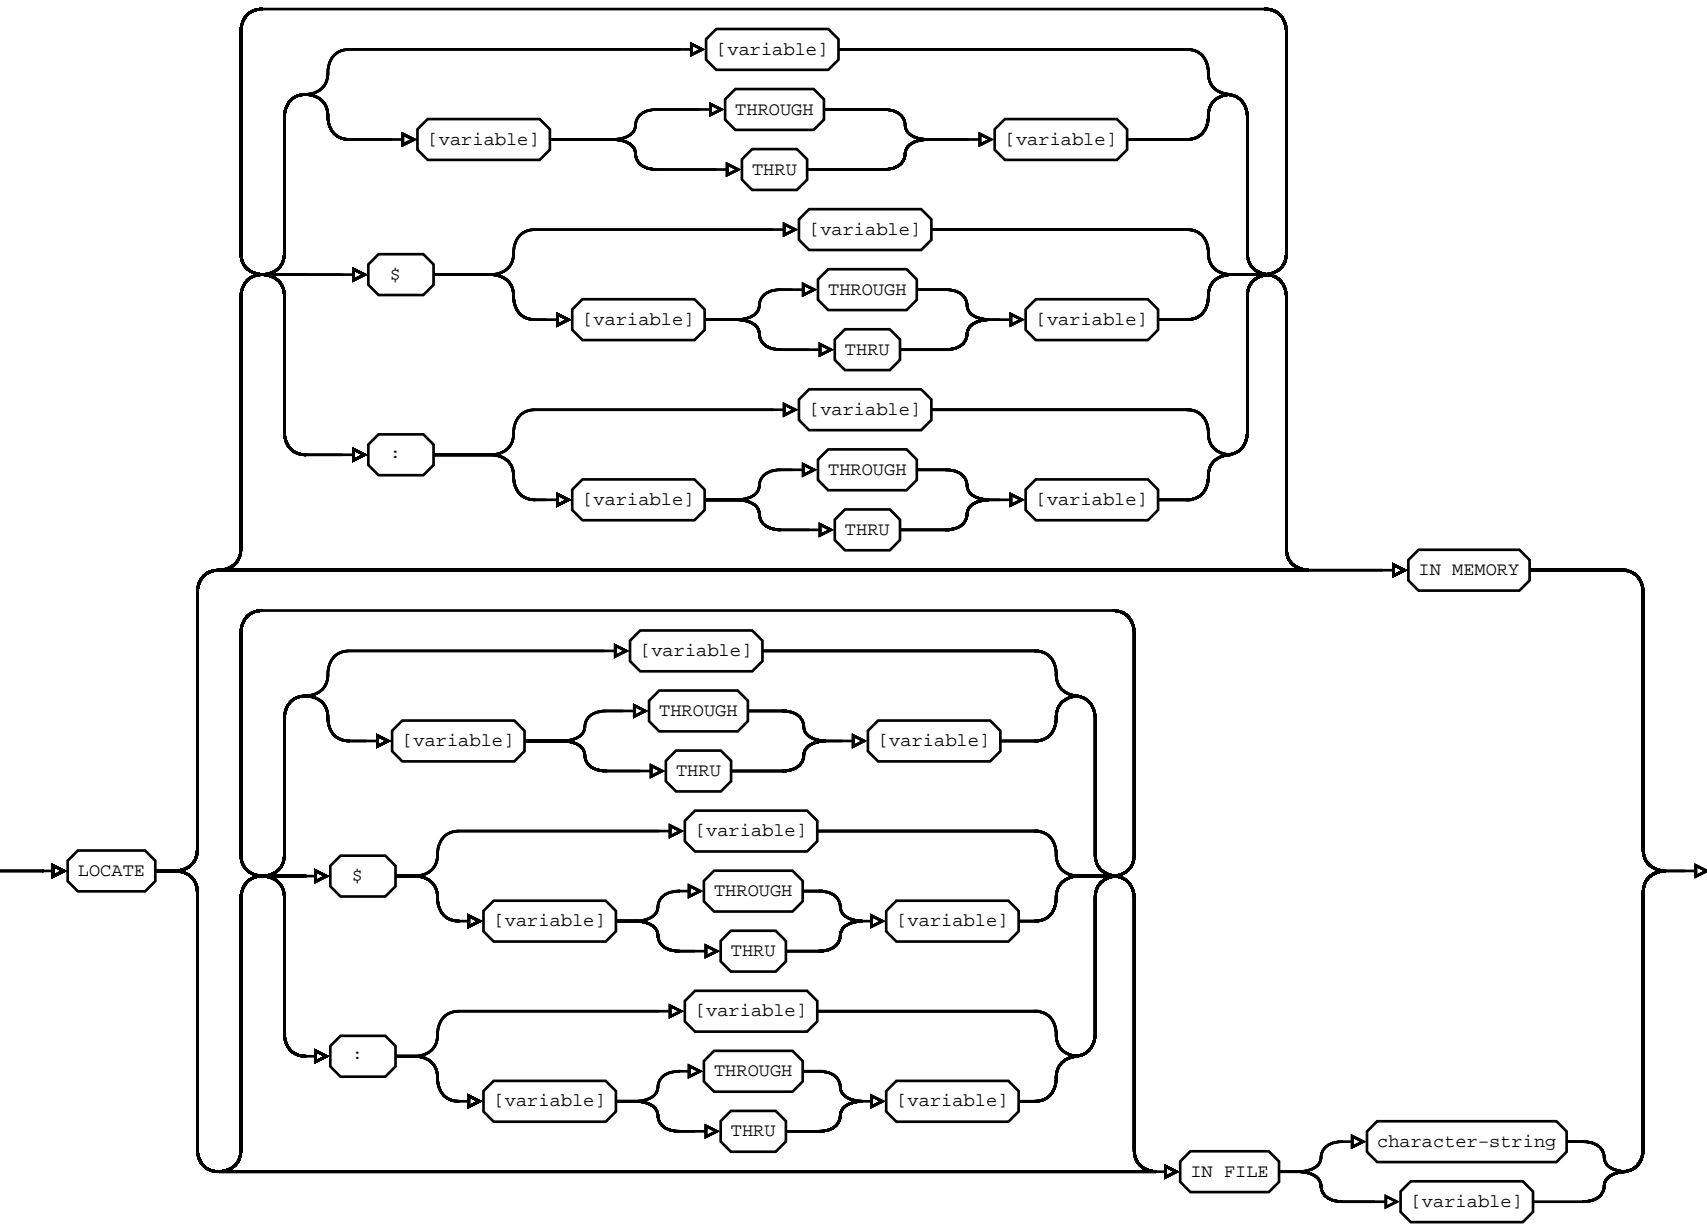 [variable]
THROUGH
[variable] [variable]
THRU
[variable]
$
THROUGH
[variable] [variable]
THRU
[variable]
:
THROUGH
[variable] [variable]
THRU
IN MEMORY
[variable]
THROUGH
[variable] [variable]
THRU
[variable]
LOCATE $
THROUGH
[variable] [variable]
THRU
[variable]
:
THROUGH
[variable] [variable]
THRU
character-string
IN FILE
[variable]